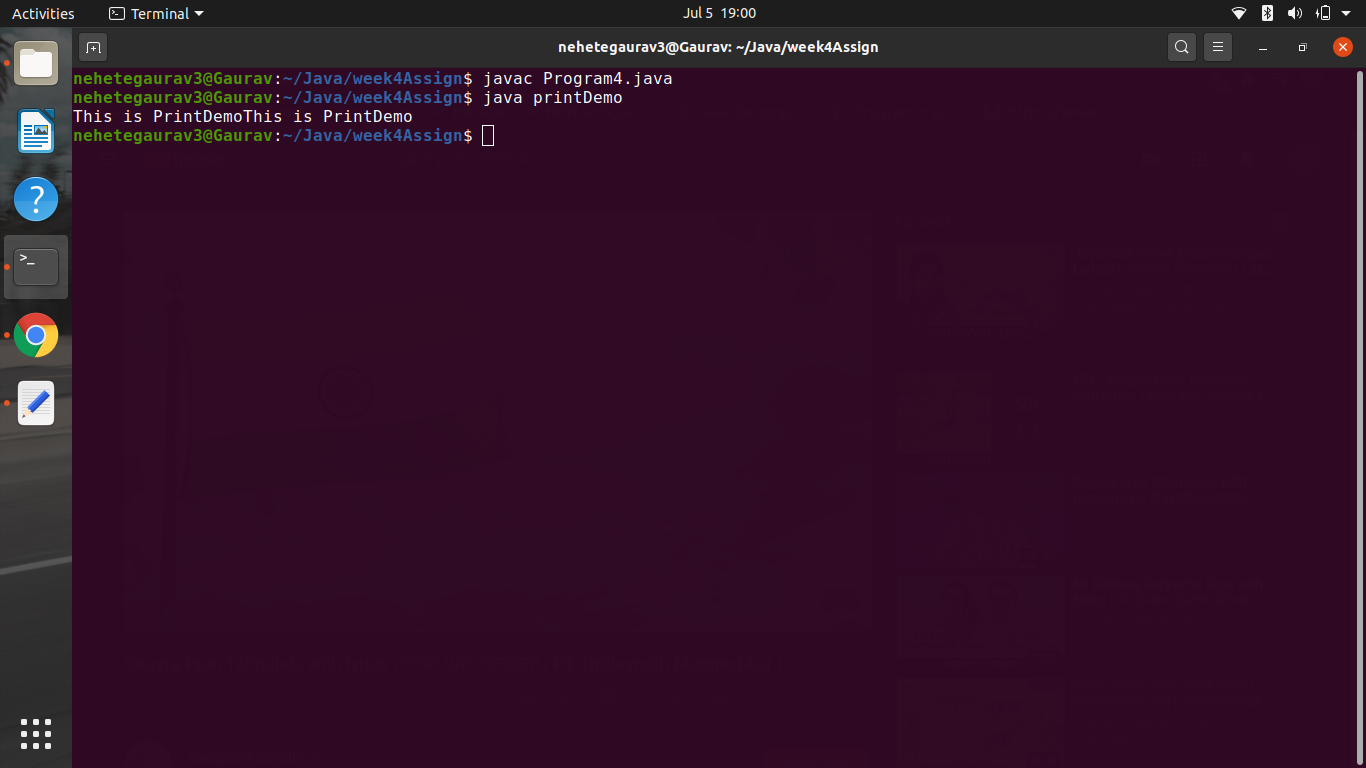 Activities
Terminal
Jul 5 19:00
nehetegaurav3@Gaurav: ~/Java/week4Assign
nehetegaurav3@Gaurav:~/Java/week4Assign$ javac Program4.java
nehetegaurav3@Gaurav:~/Java/week4Assign$ java printDemo
This is PrintDemoThis is PrintDemo
nehetegaurav3@Gaurav:~/Java/week4Assign$